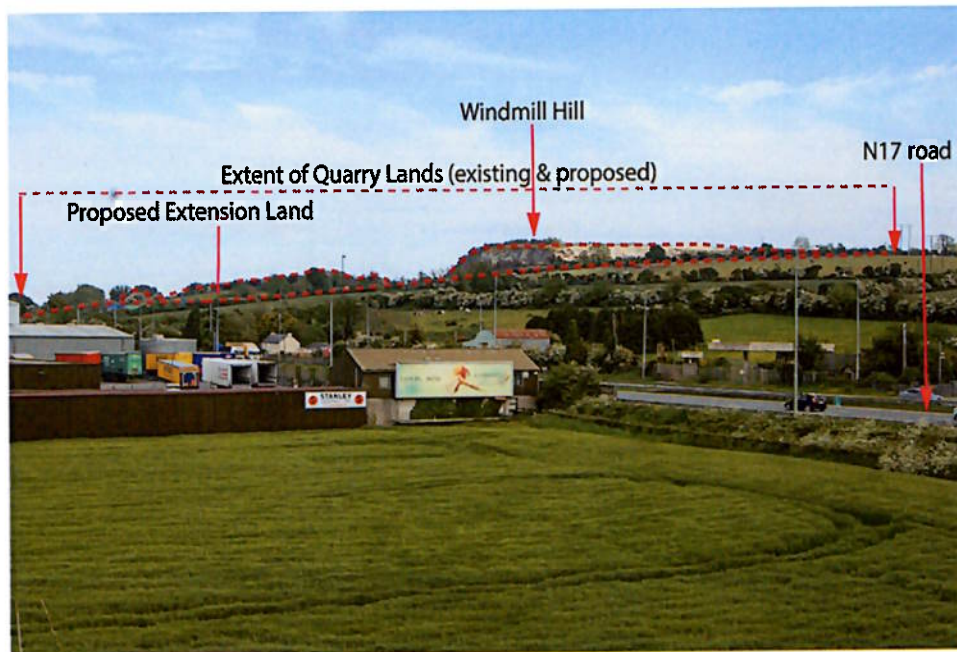 Windmill Hill
N17 road
Extent of Quarry Lands (existing & proposed)
Proposed Extension Land
STANLEY